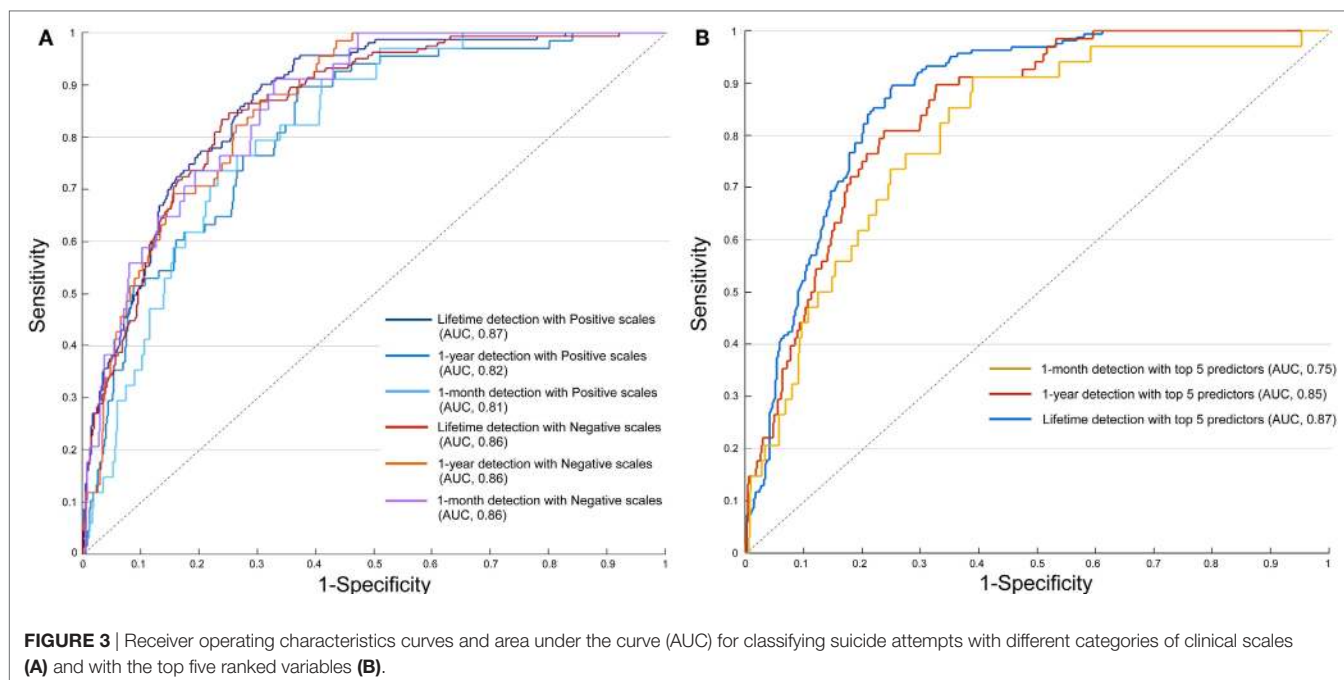 A
Sensitivity
1
0.9
0.8
0.7
0.6
0.5
0.4
0.3
0.2
0.1
0
0 0.1 0.2 0.3 0.4 0.5 0.6 0.7 0.8 0.9 1
1-Specificity
Lifetime detection with Positive scales
(AUC, 0.87)
1-year detection with Positive scales
(AUC, 0.82)
1-month detection with Positive scales
(AUC, 0.81)
Lifetime detection with Negative scales
(AUC, 0.86)
1-year detection with Negative scales
(AUC, 0.86)
1-month detection with Negative scales
(AUC, 0.86)
B
Sensitivity
1
0.9
0.8
0.7
0.6
0.5
0.4
0.3
0.2
0.1
0
0 0.1 0.2 0.3 0.4 0.5 0.6 0.7 0.8 0.9 1
1-Specificity
1-month detection with top 5 predictors (AUC, 0.75)
1-year detection with top 5 predictors (AUC, 0.85)
Lifetime detection with top 5 predictors (AUC, 0.87)
FIGURE 3 | Receiver operating characteristics curves and area under the curve (AUC) for classifying suicide attempts with different categories of clinical scales
(A) and with the top five ranked variables (B).